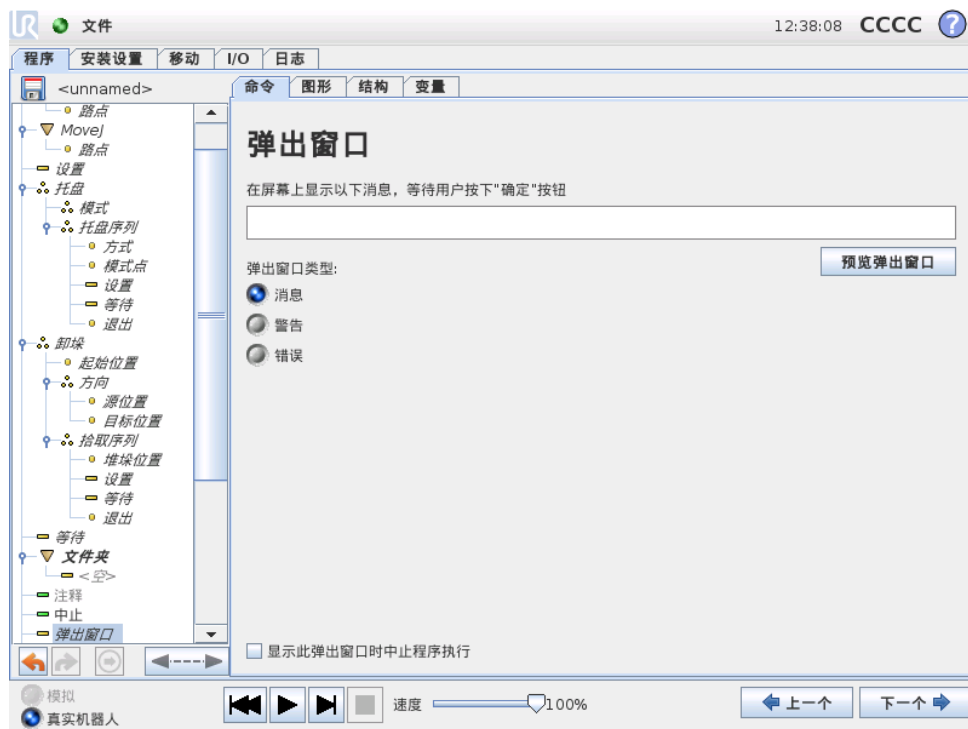 UR 文件 12:38:08 CCCC ?
程序 安装设置 移动 I/O 日志
<unnamed>
命令 图形 结构 变量
路点
MoveJ
路点
设置
托盘
模式
托盘序列
方式
模式点
设置
等待
退出
卸垛
起始位置
方向
源位置
目标位置
拾取序列
堆垛位置
设置
等待
退出
等待
文件夹
<空>
注释
中止
弹出窗口
弹出窗口
在屏幕上显示以下消息，等待用户按下"确定"按钮
预览弹出窗口
弹出窗口类型:
消息
警告
错误
显示此弹出窗口时中止程序执行
模拟
真实机器人
速度 100%
上一个 下一个